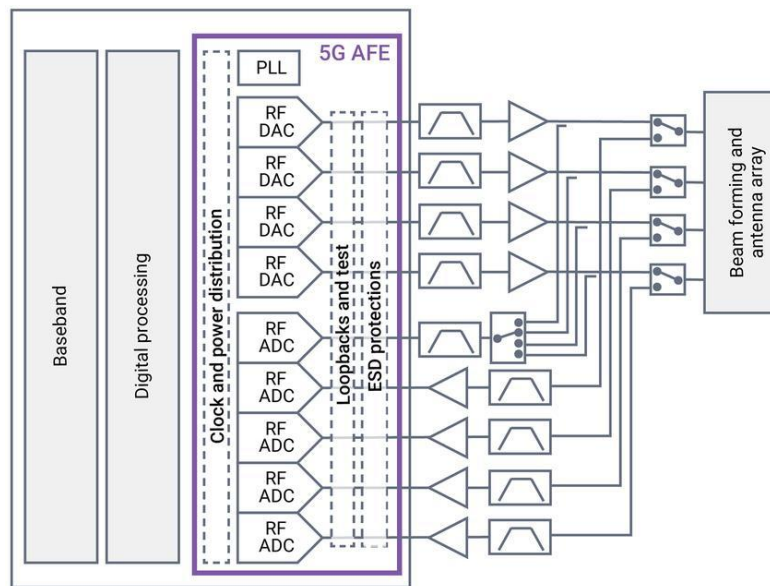 5G AFE
PLL
RF
DAC
RF
DAC
RF
DAC
RF
DAC
RF
ADC
RF
ADC
RF
ADC
RF
ADC
RF
ADC
Baseband
Digital processing
Clock and power distribution
Loopbacks and test
ESD protections
Beam forming and
antenna array